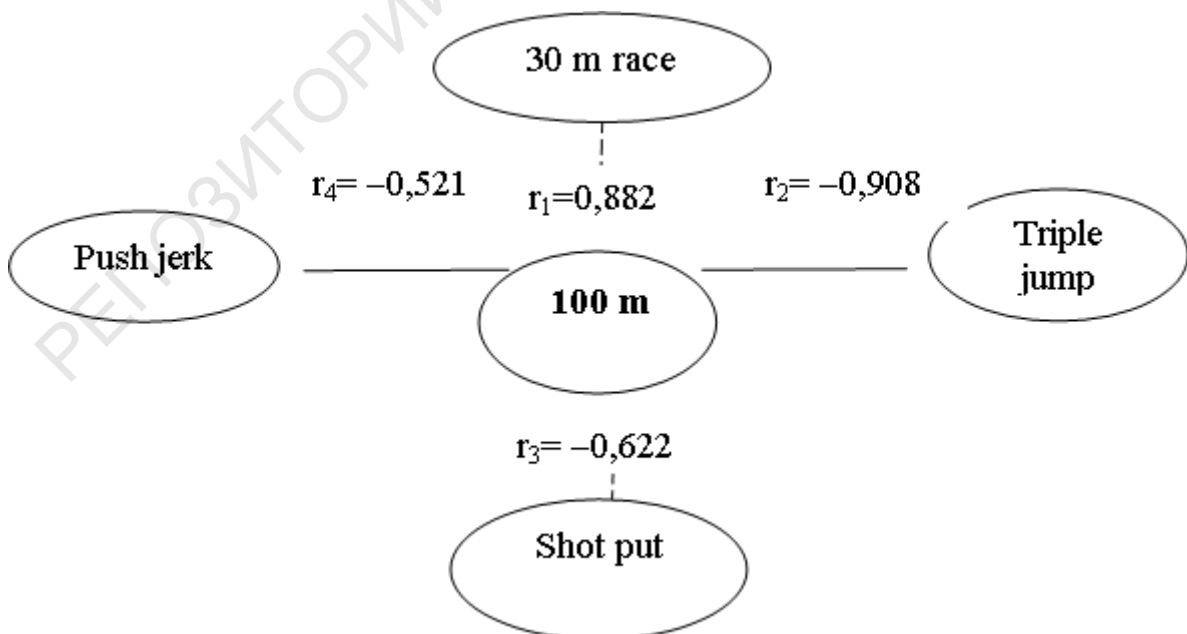 РЕПОЗИТОРИЙ
30 m race
r₄= –0,521
r₁=0,882
r₂= –0,908
Push jerk
Triple
jump
100 m
r₃= –0,622
Shot put